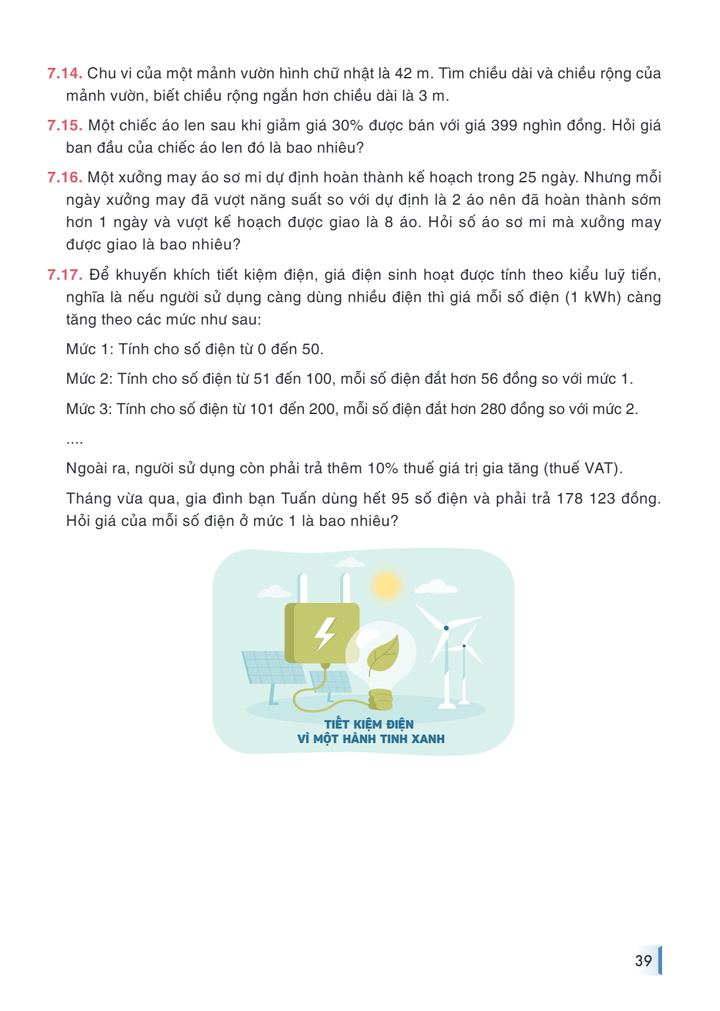 7.14. Chu vi của một mảnh vườn hình chữ nhật là 42 m. Tìm chiều dài và chiều rộng của
mảnh vườn, biết chiều rộng ngắn hơn chiều dài là 3 m.
7.15. Một chiếc áo len sau khi giảm giá 30% được bán với giá 399 nghìn đồng. Hỏi giá
ban đầu của chiếc áo len đó là bao nhiêu?
7.16. Một xưởng may áo sơ mi dự định hoàn thành kế hoạch trong 25 ngày. Nhưng mỗi
ngày xưởng may đã vượt năng suất so với dự định là 2 áo nên đã hoàn thành sớm
hơn 1 ngày và vượt kế hoạch được giao là 8 áo. Hỏi số áo sơ mi mà xưởng may
được giao là bao nhiêu?
7.17. Để khuyến khích tiết kiệm điện, giá điện sinh hoạt được tính theo kiểu luỹ tiến,
nghĩa là nếu người sử dụng càng dùng nhiều điện thì giá mỗi số điện (1 kWh) càng
tăng theo các mức như sau:
Mức 1: Tính cho số điện từ 0 đến 50.
Mức 2: Tính cho số điện từ 51 đến 100, mỗi số điện đắt hơn 56 đồng so với mức 1.
Mức 3: Tính cho số điện từ 101 đến 200, mỗi số điện đắt hơn 280 đồng so với mức 2.
....
Ngoài ra, người sử dụng còn phải trả thêm 10% thuế giá trị gia tăng (thuế VAT).
Tháng vừa qua, gia đình bạn Tuấn dùng hết 95 số điện và phải trả 178 123 đồng.
Hỏi giá của mỗi số điện ở mức 1 là bao nhiêu?
TIẾT KIỆM ĐIỆN
VÌ MỘT HÀNH TINH XANH
39